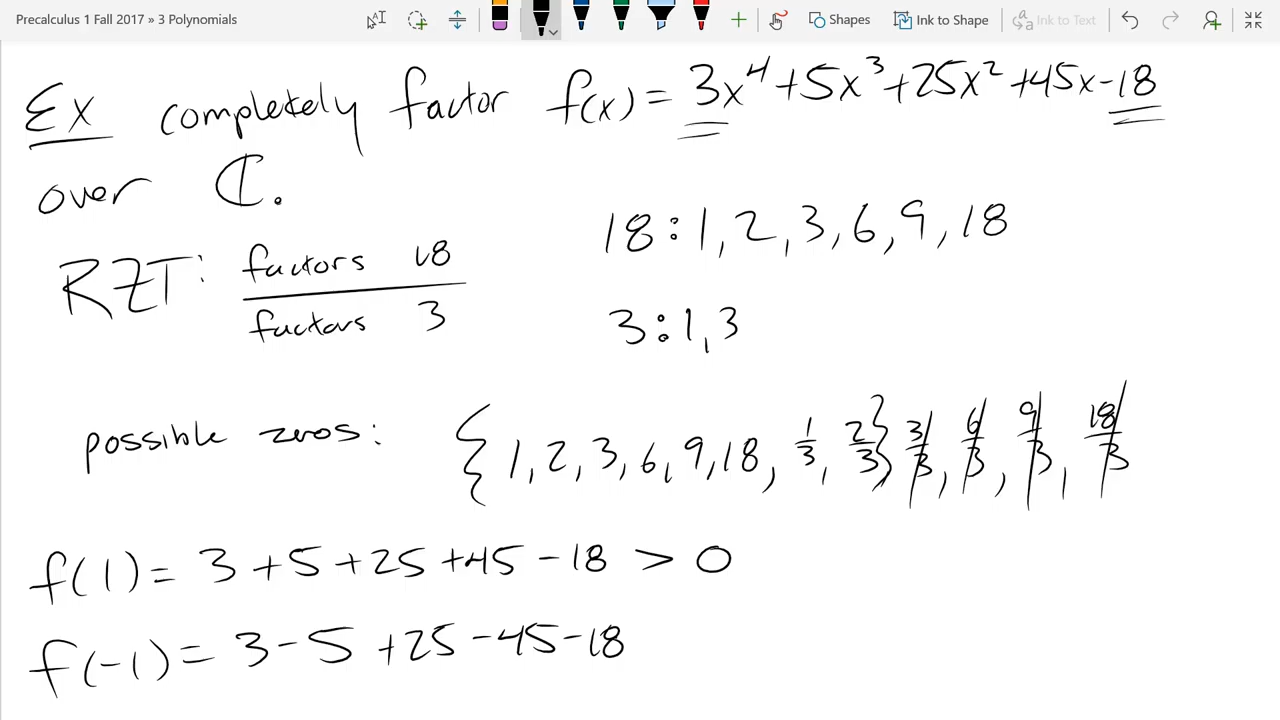 Precalculus 1 Fall 2017 » 3 Polynomials
Shapes
Ink to Shape
Ink to Text
Ex completely factor f(x) = 3x⁴+5x³+25x²+45x-18
over ℂ.
18: 1, 2, 3, 6, 9, 18
RZT: factors 18
factors 3
3: 1, 3
possible zeros: {1, 2, 3, 6, 9, 18, 1/3, 2/3} 3/3, 6/3, 9/3, 18/3
f(1) = 3+5+25+45-18 > 0
f(-1) = 3-5+25-45-18